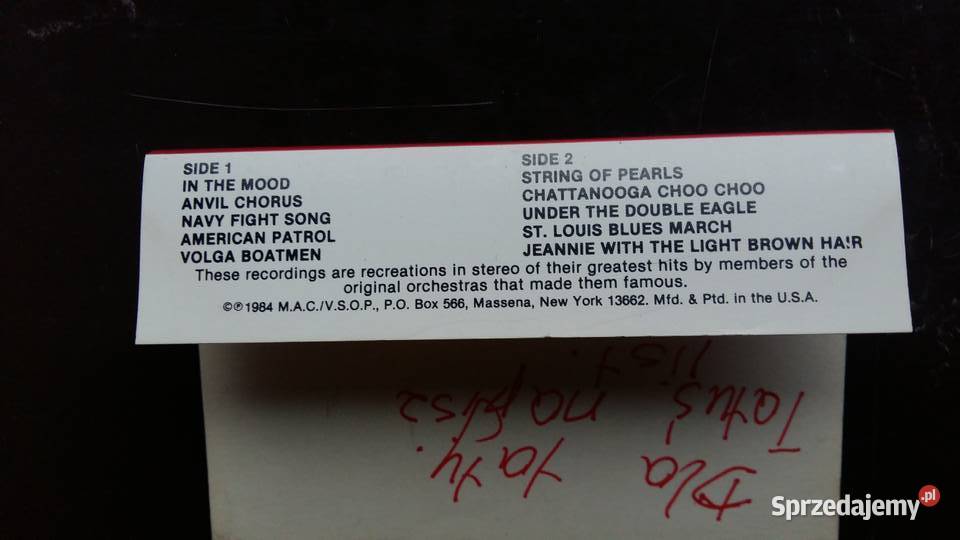 SIDE 1
IN THE MOOD
ANVIL CHORUS
NAVY FIGHT SONG
AMERICAN PATROL
VOLGA BOATMEN
SIDE 2
STRING OF PEARLS
CHATTANOOGA CHOO CHOO
UNDER THE DOUBLE EAGLE
ST. LOUIS BLUES MARCH
JEANNIE WITH THE LIGHT BROWN HAIR
These recordings are recreations in stereo of their greatest hits by members of the
original orchestras that made them famous.
©℗1984 M.A.C./V.S.O.P., P.O. Box 566, Massena, New York 13662. Mfd. & Ptd. in the U.S.A.
Dla taty.
Tatuś napisz
list.
Sprzedajemy.pl